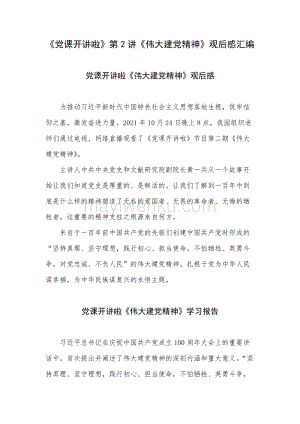 《党课开讲啦》第 2 讲《伟大建党精神》观后感汇编
党课开讲啦《伟大建党精神》观后感
为推动习近平新时代中国特色社会主义思想落地生根，筑牢信
仰之基，激发奋进力量，2021 年 10 月 24 日晚上 8 点，我园组织老
师们通过电视、网络直播观看了《党课开讲啦》节目第二期《伟大
建党精神》。
主讲人中共中央党史和文献研究院副院长黄一兵从一个故事开
始让我们知道党史是厚重的、是鲜活的，让我们了解到一百年中到
底是什么样的精神塑造了无私的爱国者、无畏的革命者、无悔的牺
牲者。这重要的精神支柱之根源来自何方。
来自于一百年前中国共产党的先驱们创建中国共产党时形成的
“坚持真理、坚守理想，践行初心、担当使命，不怕牺牲、英勇斗
争，对党忠诚、不负人民”的伟大建党精神。扎根于党为中华人民
谋幸福，为中华民族谋复兴的永恒主题。
党课开讲啦《伟大建党精神》学习报告
习近平总书记在庆祝中国共产党成立 100 周年大会上的重要讲
话中。首次提出并阐述了伟大建党精神的深刻内涵和重大意义。“坚
持真理、坚守理想，践行初心、担当使命，不怕牺牲、英勇斗争，